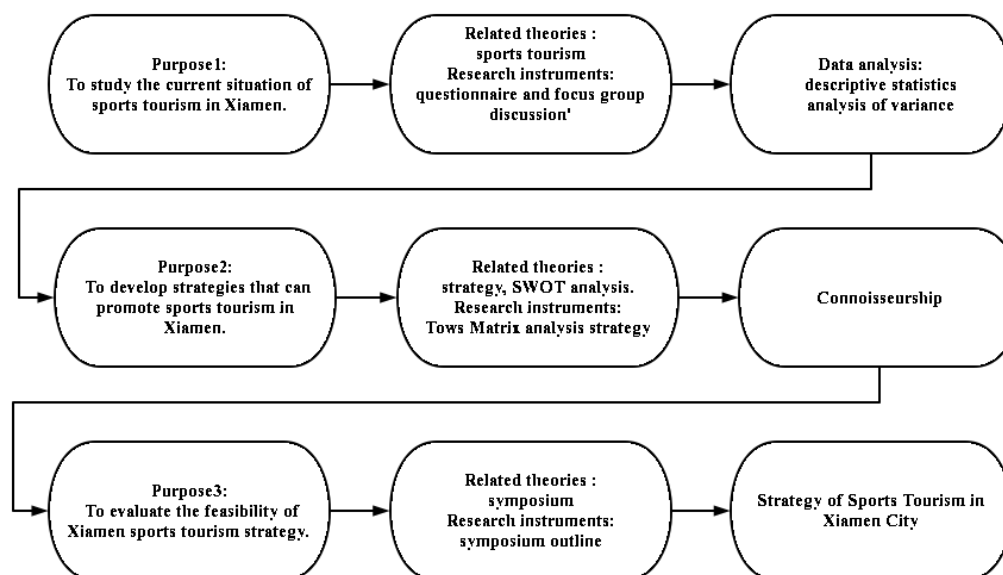 Purpose1:
To study the current situation of
sports tourism in Xiamen.
Related theories :
sports tourism
Research instruments:
questionnaire and focus group
discussion'
Data analysis:
descriptive statistics
analysis of variance
Purpose2:
To develop strategies that can
promote sports tourism in
Xiamen.
Related theories :
strategy, SWOT analysis.
Research instruments:
Tows Matrix analysis strategy
Connoisseurship
Purpose3:
To evaluate the feasibility of
Xiamen sports tourism strategy.
Related theories :
symposium
Research instruments:
symposium outline
Strategy of Sports Tourism in
Xiamen City